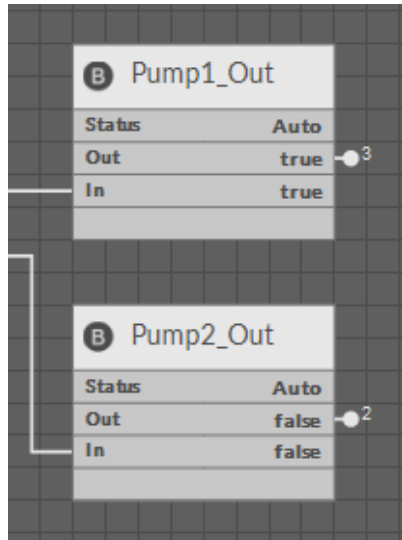 B Pump1_Out
Status Auto
Out true 3
In true
B Pump2_Out
Status Auto
Out false 2
In false